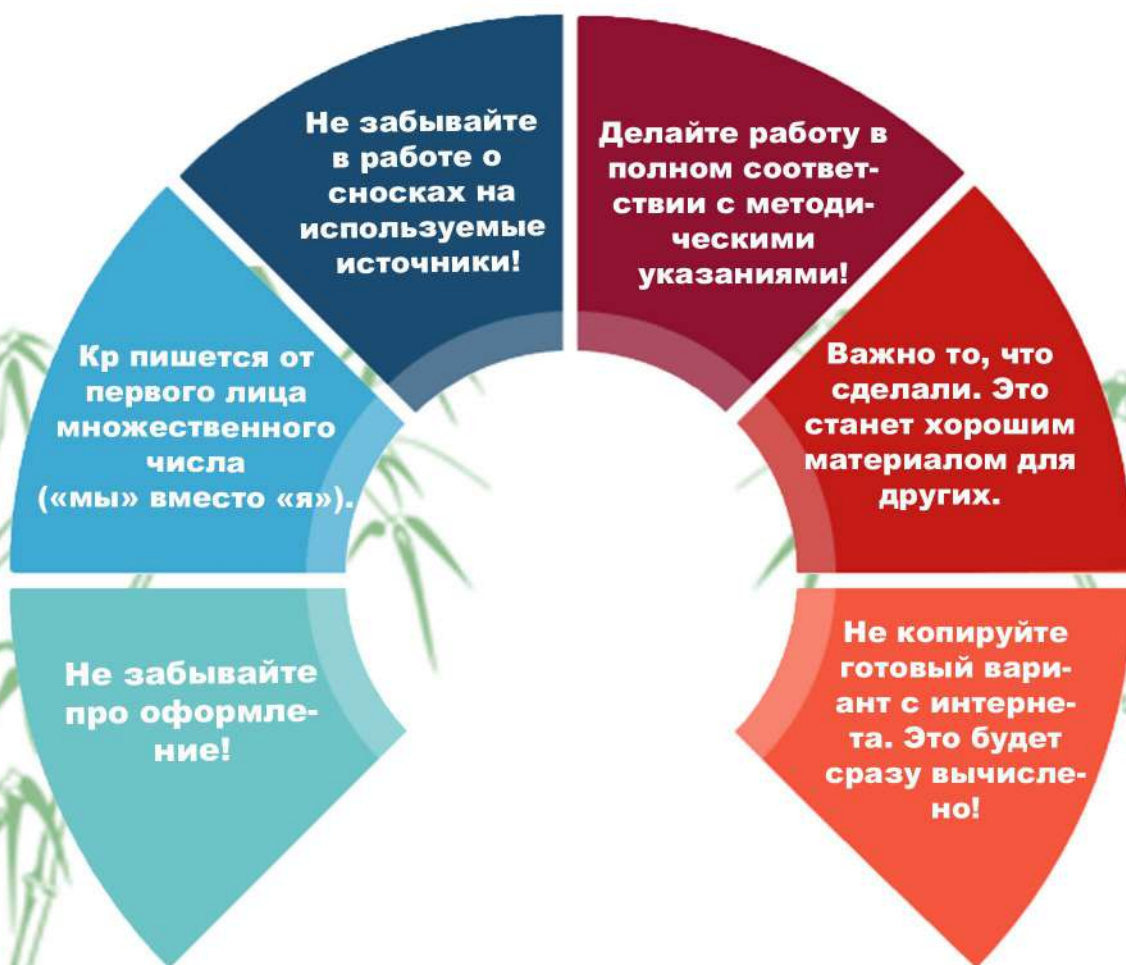 Не забывайте
в работе о
сносках на
используемые
источники!
Делайте работу в
полном соответ-
ствии с методи-
ческими
указаниями!
Кр пишется от
первого лица
множественного
числа
(«мы» вместо «я»).
Важно то, что
сделали. Это
станет хорошим
материалом для
других.
Не забывайте
про оформле-
ние!
Не копируйте
готовый вари-
ант с интерне-
та. Это будет
сразу вычисле-
но!